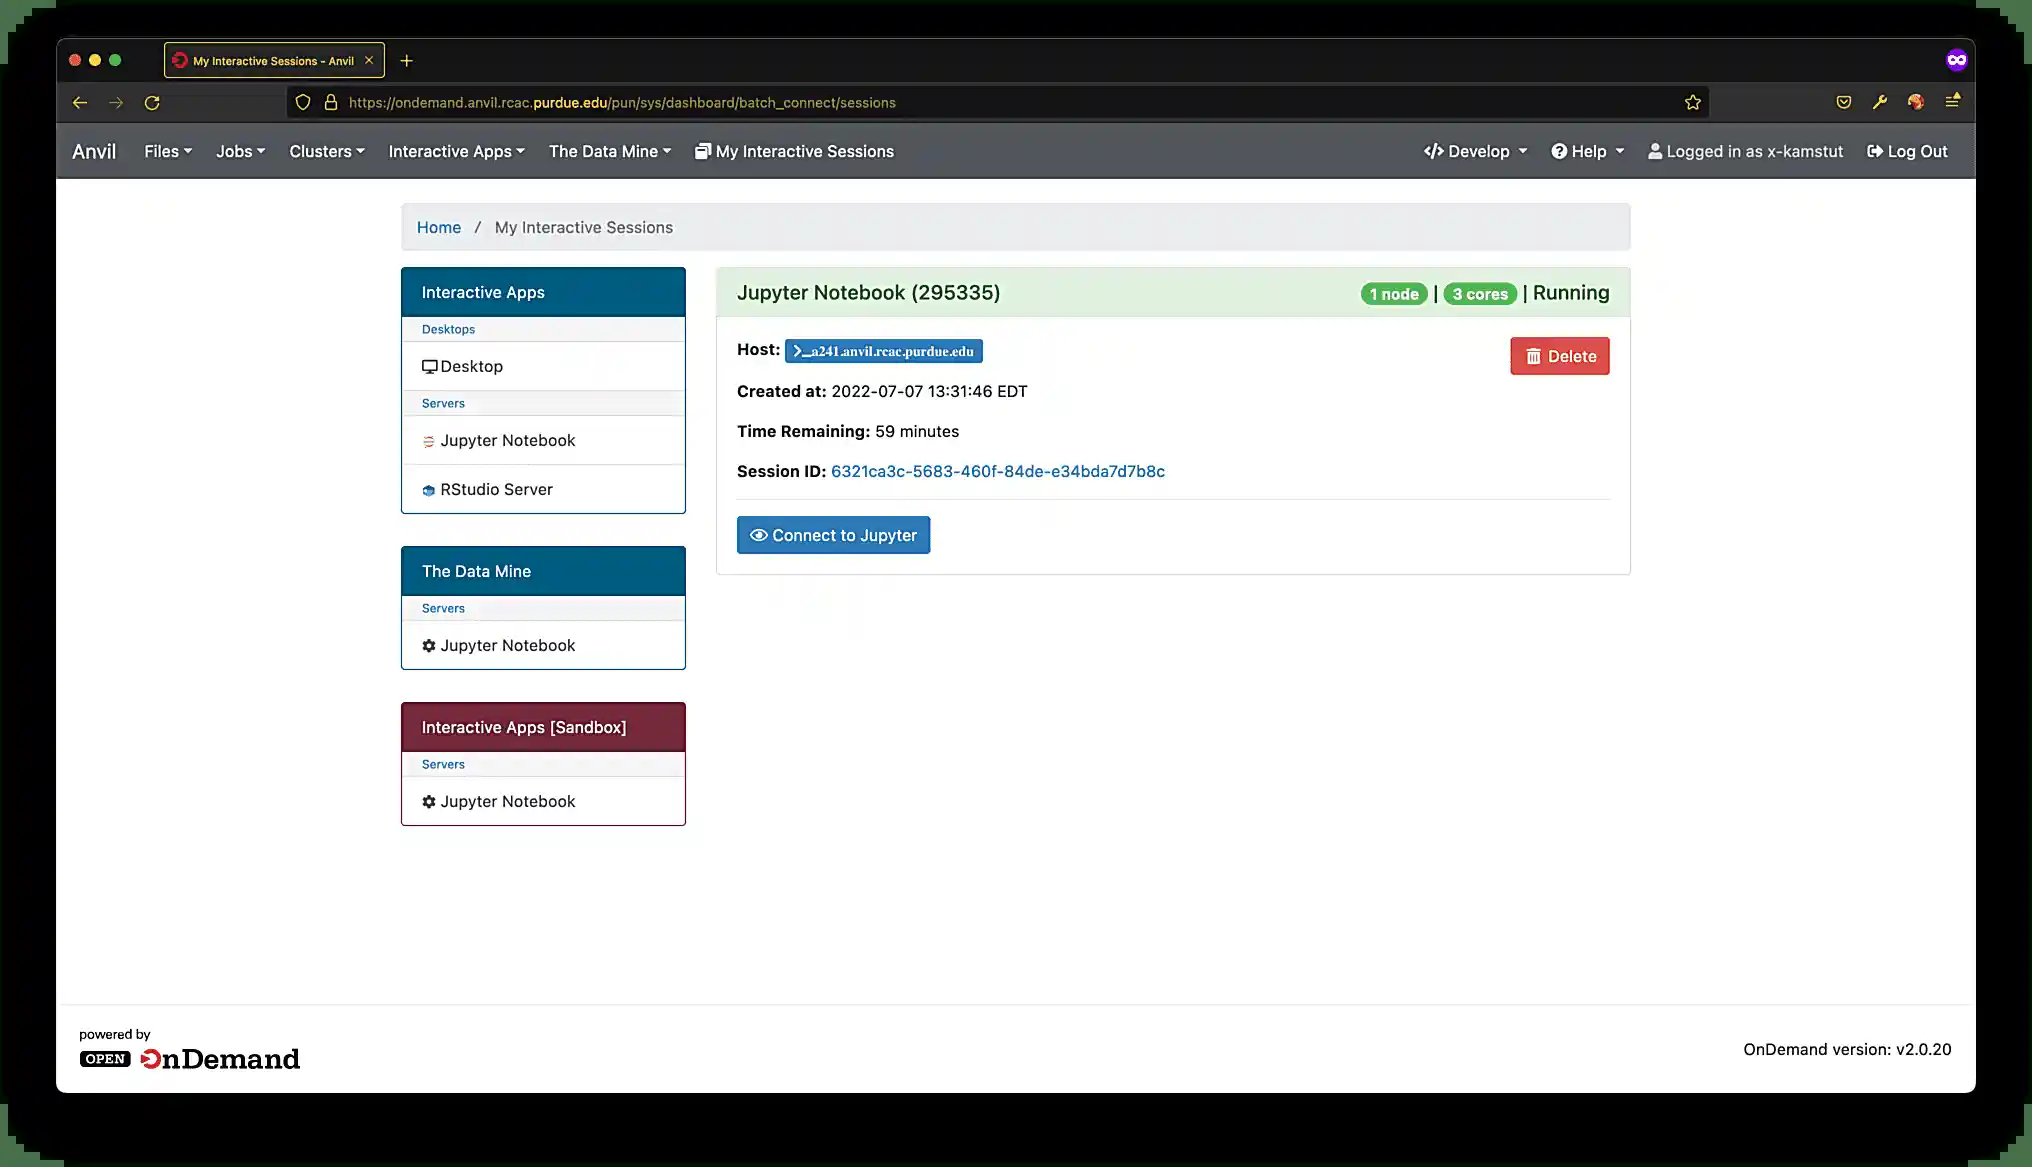 My Interactive Sessions - Anvil
https://ondemand.anvil.rcac.purdue.edu/pun/sys/dashboard/batch_connect/sessions
Anvil Files Jobs Clusters Interactive Apps The Data Mine My Interactive Sessions Develop Help Logged in as x-kamstut Log Out
Home / My Interactive Sessions
Interactive Apps
Desktops
Desktop
Servers
Jupyter Notebook
RStudio Server
The Data Mine
Servers
Jupyter Notebook
Interactive Apps [Sandbox]
Servers
Jupyter Notebook
Jupyter Notebook (295335) 1 node | 3 cores | Running
Host: >_a241.anvil.rcac.purdue.edu
Delete
Created at: 2022-07-07 13:31:46 EDT
Time Remaining: 59 minutes
Session ID: 6321ca3c-5683-460f-84de-e34bda7d7b8c
Connect to Jupyter
powered by
OPEN OnDemand
OnDemand version: v2.0.20